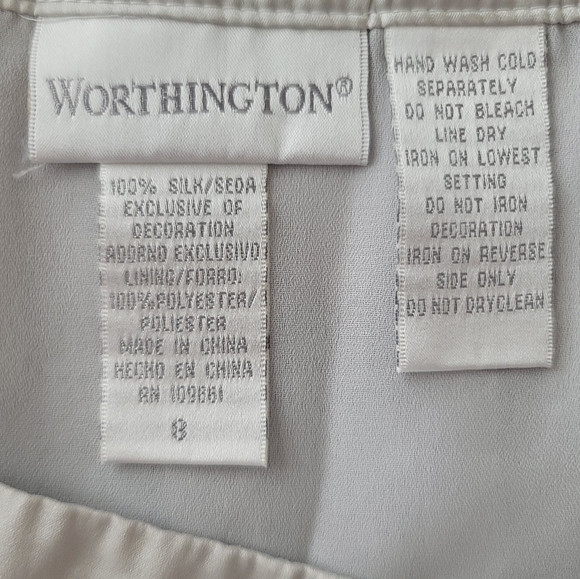 WORTHINGTON®
100% SILK/SEDA
EXCLUSIVE OF
DECORATION
ADORNO EXCLUSIVO
LINING/FORRO:
100%POLYESTER/
POLIESTER
MADE IN CHINA
HECHO EN CHINA
RN 109661
8
HAND WASH COLD
SEPARATELY
DO NOT BLEACH
LINE DRY
IRON ON LOWEST
SETTING
DO NOT IRON
DECORATION
IRON ON REVERSE
SIDE ONLY
DO NOT DRYCLEAN